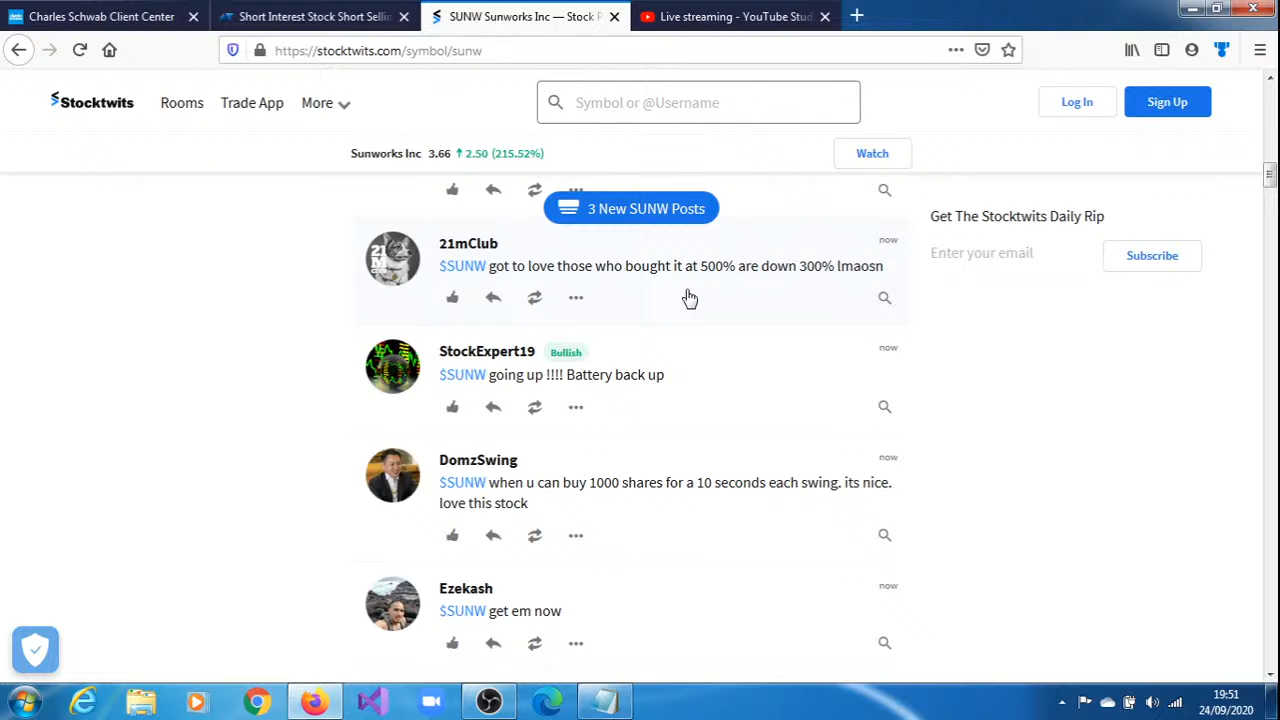 Charles Schwab Client Center
Short Interest Stock Short Sellin
SUNW Sunworks Inc — Stock P
Live streaming - YouTube Stud
https://stocktwits.com/symbol/sunw
Stocktwits
Rooms
Trade App
More
Symbol or @Username
Log In
Sign Up
Sunworks Inc 3.66 ↑ 2.50 (215.52%)
Watch
3 New SUNW Posts
Get The Stocktwits Daily Rip
Enter your email
Subscribe
21M
CLUB
21mClub
now
$SUNW got to love those who bought it at 500% are down 300% lmaosn
StockExpert19 Bullish
now
$SUNW going up !!!! Battery back up
DomzSwing
now
$SUNW when u can buy 1000 shares for a 10 seconds each swing. its nice.
love this stock
Ezekash
now
$SUNW get em now
19:51
24/09/2020